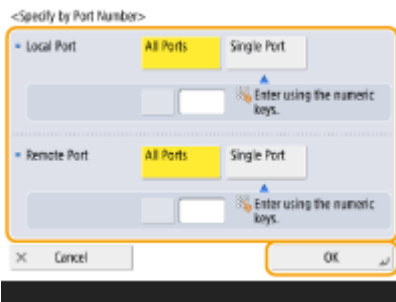 <Specify by Port Number>
Local Port All Ports Single Port
Enter using the numeric
keys.
Remote Port All Ports Single Port
Enter using the numeric
keys.
× Cancel OK